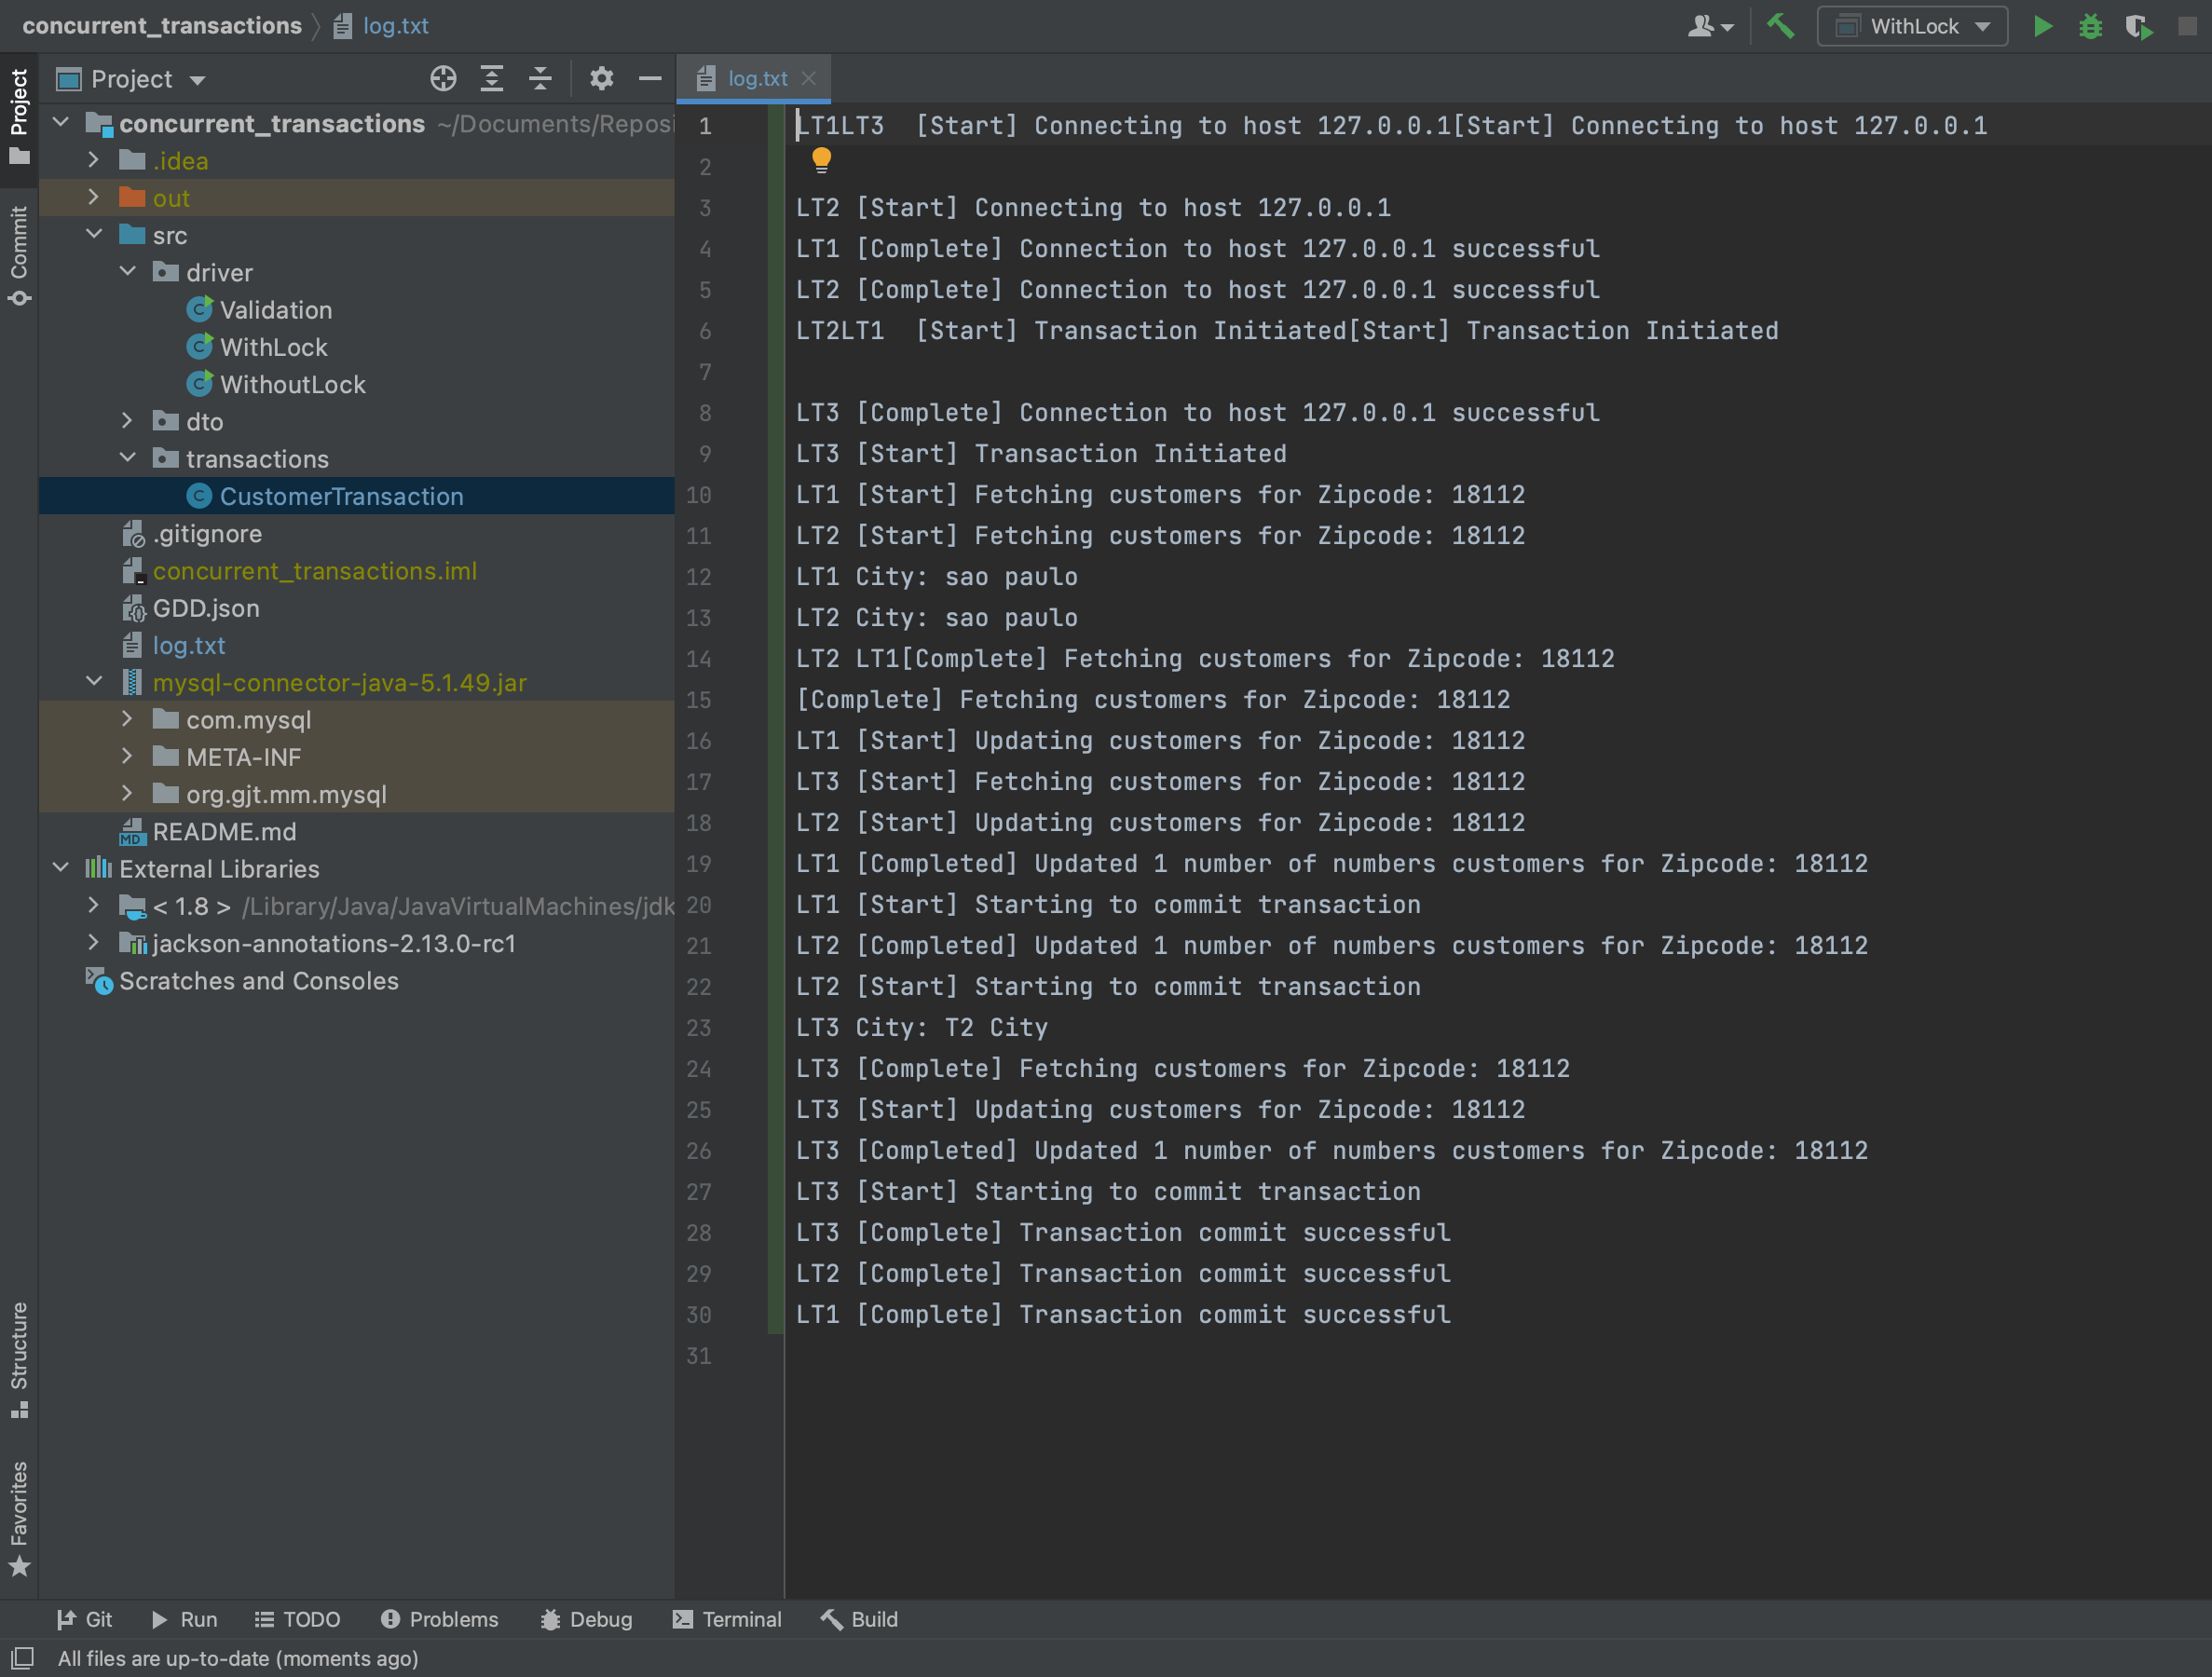 concurrent_transactions
log.txt
WithLock
Project
Commit
Structure
Favorites
Project
concurrent_transactions ~/Documents/Reposi
.idea
out
src
driver
Validation
WithLock
WithoutLock
dto
transactions
CustomerTransaction
.gitignore
concurrent_transactions.iml
GDD.json
log.txt
mysql-connector-java-5.1.49.jar
com.mysql
META-INF
org.gjt.mm.mysql
README.md
External Libraries
< 1.8 > /Library/Java/JavaVirtualMachines/jdk
jackson-annotations-2.13.0-rc1
Scratches and Consoles
log.txt
1 LT1LT3  [Start] Connecting to host 127.0.0.1[Start] Connecting to host 127.0.0.1
2
3 LT2 [Start] Connecting to host 127.0.0.1
4 LT1 [Complete] Connection to host 127.0.0.1 successful
5 LT2 [Complete] Connection to host 127.0.0.1 successful
6 LT2LT1  [Start] Transaction Initiated[Start] Transaction Initiated
7
8 LT3 [Complete] Connection to host 127.0.0.1 successful
9 LT3 [Start] Transaction Initiated
10 LT1 [Start] Fetching customers for Zipcode: 18112
11 LT2 [Start] Fetching customers for Zipcode: 18112
12 LT1 City: sao paulo
13 LT2 City: sao paulo
14 LT2 LT1[Complete] Fetching customers for Zipcode: 18112
15 [Complete] Fetching customers for Zipcode: 18112
16 LT1 [Start] Updating customers for Zipcode: 18112
17 LT3 [Start] Fetching customers for Zipcode: 18112
18 LT2 [Start] Updating customers for Zipcode: 18112
19 LT1 [Completed] Updated 1 number of numbers customers for Zipcode: 18112
20 LT1 [Start] Starting to commit transaction
21 LT2 [Completed] Updated 1 number of numbers customers for Zipcode: 18112
22 LT2 [Start] Starting to commit transaction
23 LT3 City: T2 City
24 LT3 [Complete] Fetching customers for Zipcode: 18112
25 LT3 [Start] Updating customers for Zipcode: 18112
26 LT3 [Completed] Updated 1 number of numbers customers for Zipcode: 18112
27 LT3 [Start] Starting to commit transaction
28 LT3 [Complete] Transaction commit successful
29 LT2 [Complete] Transaction commit successful
30 LT1 [Complete] Transaction commit successful
31
Git Run TODO Problems Debug Terminal Build
All files are up-to-date (moments ago)